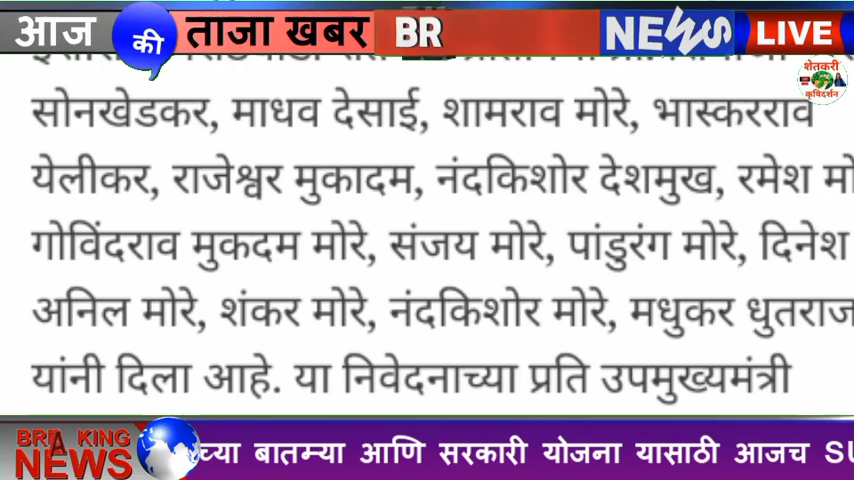 आज की ताजा खबर BR NEWS LIVE
शेतकरी
कृषिदर्शन
सोनखेडकर, माधव देसाई, शामराव मोरे, भास्करराव
येलीकर, राजेश्वर मुकादम, नंदकिशोर देशमुख, रमेश मो
गोविंदराव मुकदम मोरे, संजय मोरे, पांडुरंग मोरे, दिनेश
अनिल मोरे, शंकर मोरे, नंदकिशोर मोरे, मधुकर धुतराज
यांनी दिला आहे. या निवेदनाच्या प्रति उपमुख्यमंत्री
BREAKING
NEWS
च्या बातम्या आणि सरकारी योजना यासाठी आजच SU